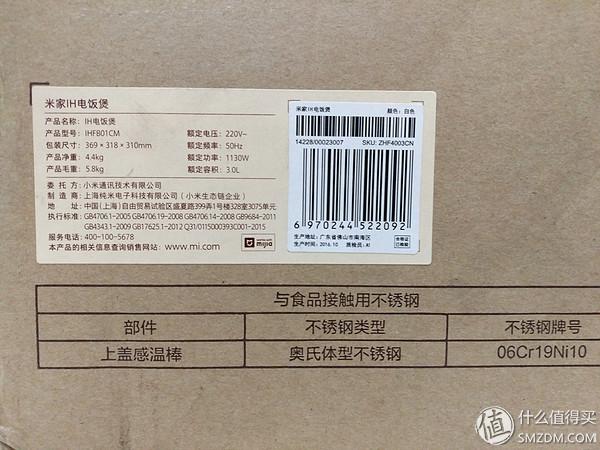 米家IH电饭煲
产品名称： IH电饭煲
产品型号： IHFB01CM 额定电压： 220V~
包装尺寸： 369×318×310mm 额定频率： 50Hz
产品净重： 4.4kg 额定功率： 1130W
产品毛重： 5.8kg 额定容积： 3.0L
委 托 方： 小米通讯技术有限公司
制 造 商： 上海纯米电子科技有限公司（小米生态链企业）
地 址： 中国（上海）自由贸易试验区盛夏路399弄1号楼328室3075单元
执行标准： GB4706.1-2005 GB4706.19-2008 GB4706.14-2008 GB9684-2011
GB4343.1-2009 GB17625.1-2012 Q31/0115000393C001-2015
服务电话： 400-100-5678
本产品的相关信息查询销售网站： www.mi.com
mijia
米家IH电饭煲 颜色：白色
14228/00023007 SKU: ZHF4003CN
6 970244 522092
生产地址：广东省佛山市南海区
生产时间：2016.10 质检员：AI
合格证
已检验
与食品接触用不锈钢
部件 不锈钢类型 不锈钢牌号
上盖感温棒 奥氏体型不锈钢 06Cr19Ni10
值 什么值得买
SMZDM.COM